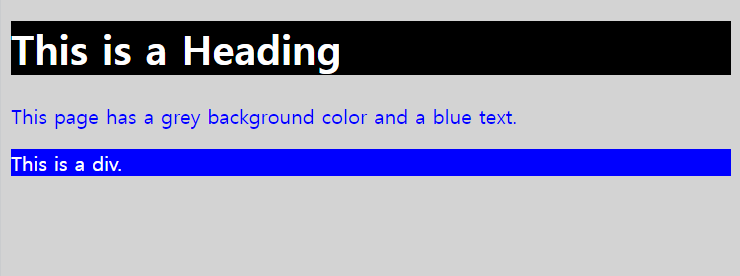 This is a Heading
This page has a grey background color and a blue text.
This is a div.